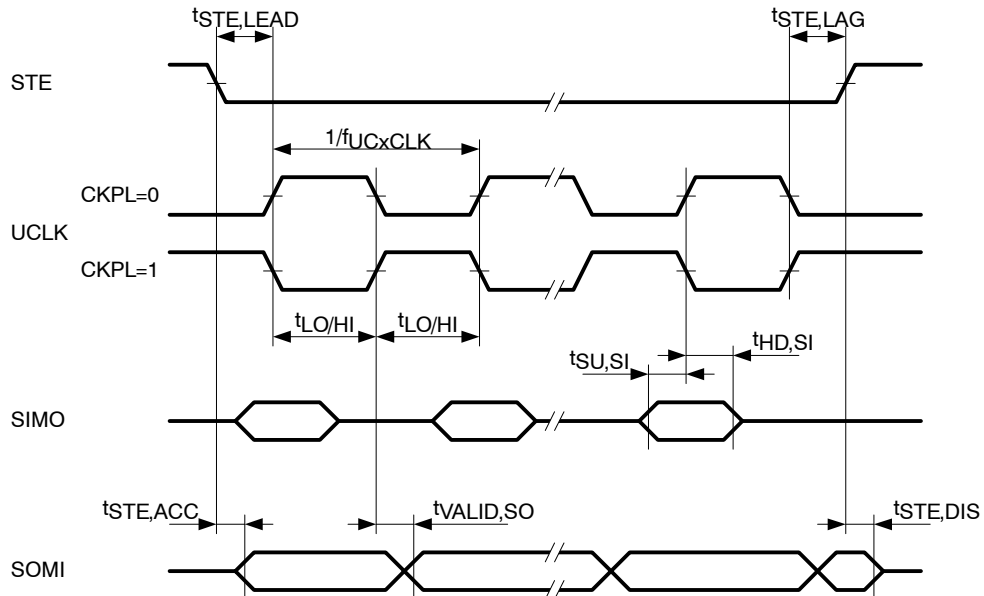 tSTE,LEAD
tSTE,LAG
STE
1/fUCxCLK
CKPL=0
UCLK
CKPL=1
tLO/HI
tLO/HI
tHD,SI
tSU,SI
SIMO
tSTE,ACC
tVALID,SO
tSTE,DIS
SOMI